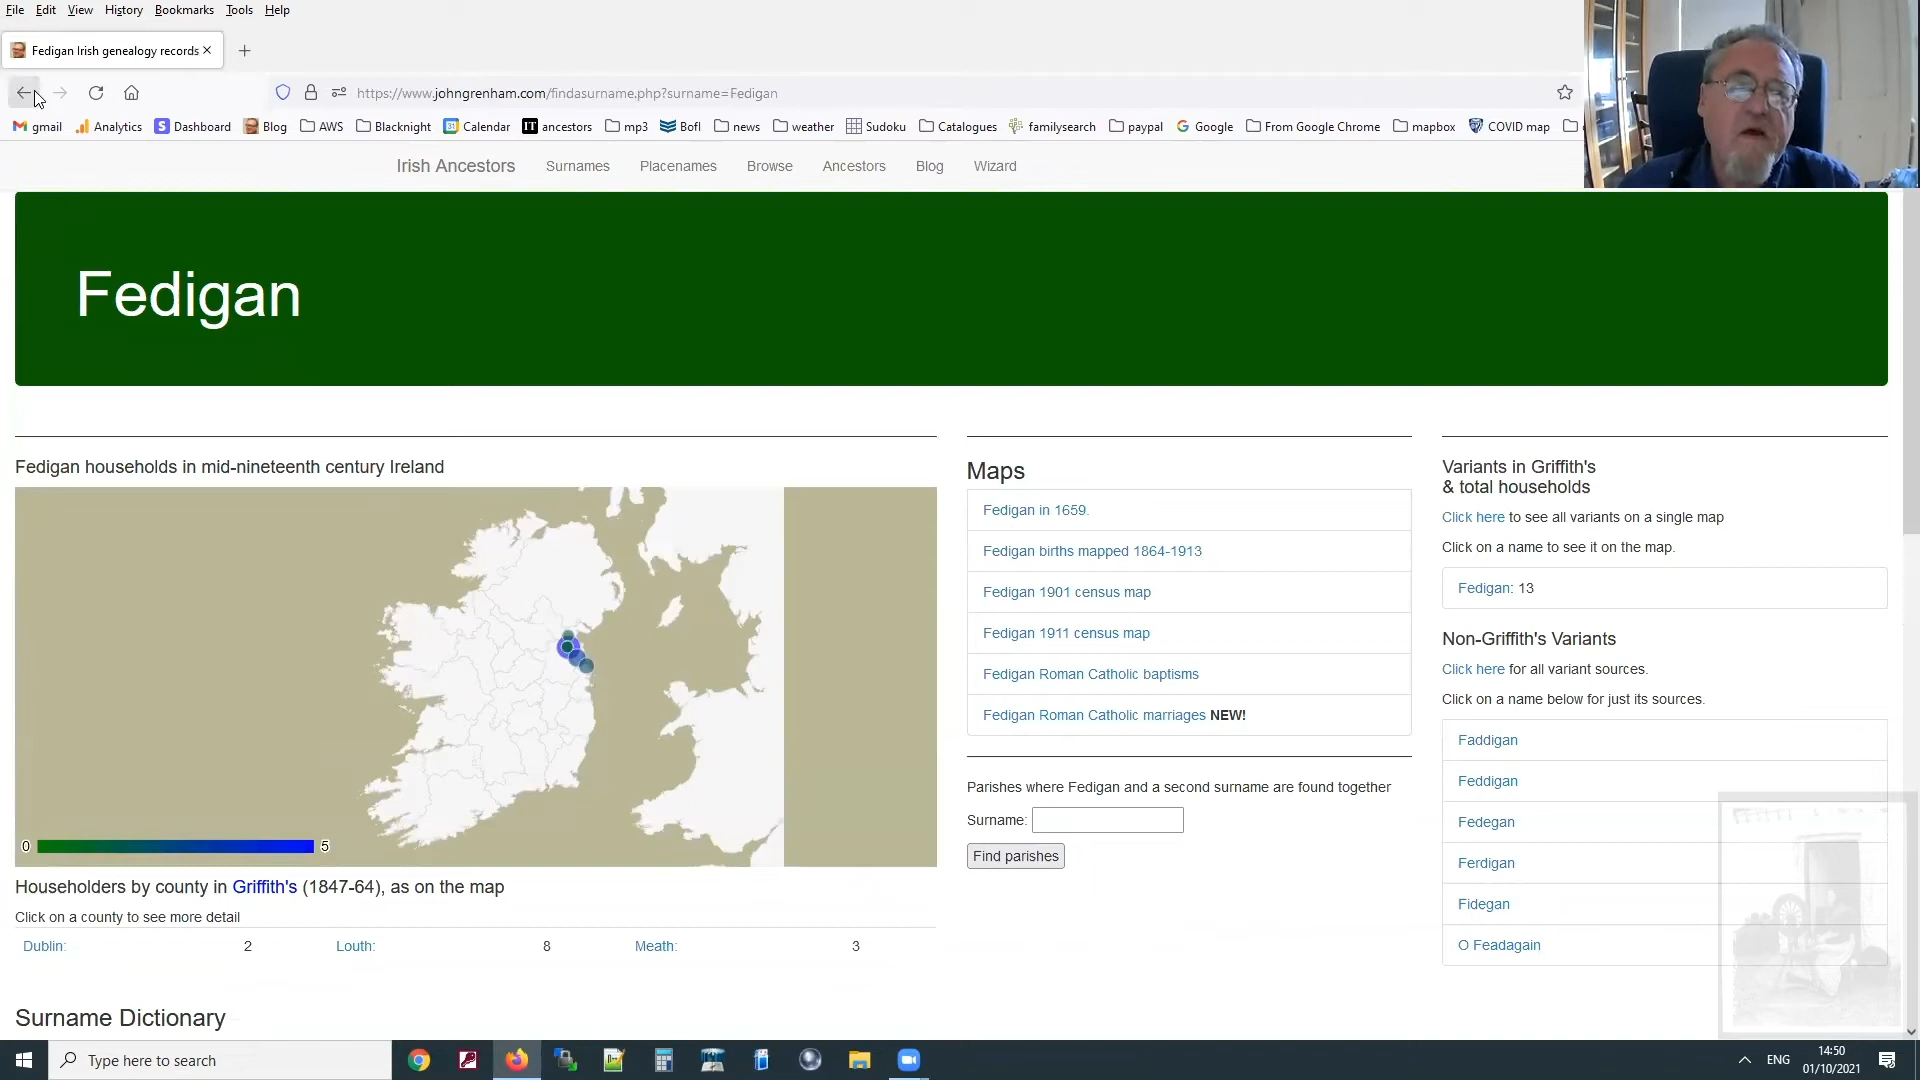 File Edit View History Bookmarks Tools Help
Fedigan Irish genealogy records
https://www.johngrenham.com/findasurname.php?surname=Fedigan
gmail Analytics Dashboard Blog AWS Blacknight Calendar ancestors mp3 BofI news weather Sudoku Catalogues familysearch paypal Google From Google Chrome mapbox COVID map
Irish Ancestors Surnames Placenames Browse Ancestors Blog Wizard
Fedigan
Fedigan households in mid-nineteenth century Ireland
0 5
Householders by county in Griffith's (1847-64), as on the map
Click on a county to see more detail
Dublin: 2 Louth: 8 Meath: 3
Surname Dictionary
Maps
Fedigan in 1659.
Fedigan births mapped 1864-1913
Fedigan 1901 census map
Fedigan 1911 census map
Fedigan Roman Catholic baptisms
Fedigan Roman Catholic marriages NEW!
Parishes where Fedigan and a second surname are found together
Surname:
Find parishes
Variants in Griffith's
& total households
Click here to see all variants on a single map
Click on a name to see it on the map.
Fedigan: 13
Non-Griffith's Variants
Click here for all variant sources.
Click on a name below for just its sources.
Faddigan
Feddigan
Fedegan
Ferdigan
Fidegan
O Feadagain
Type here to search
ENG
14:50
01/10/2021